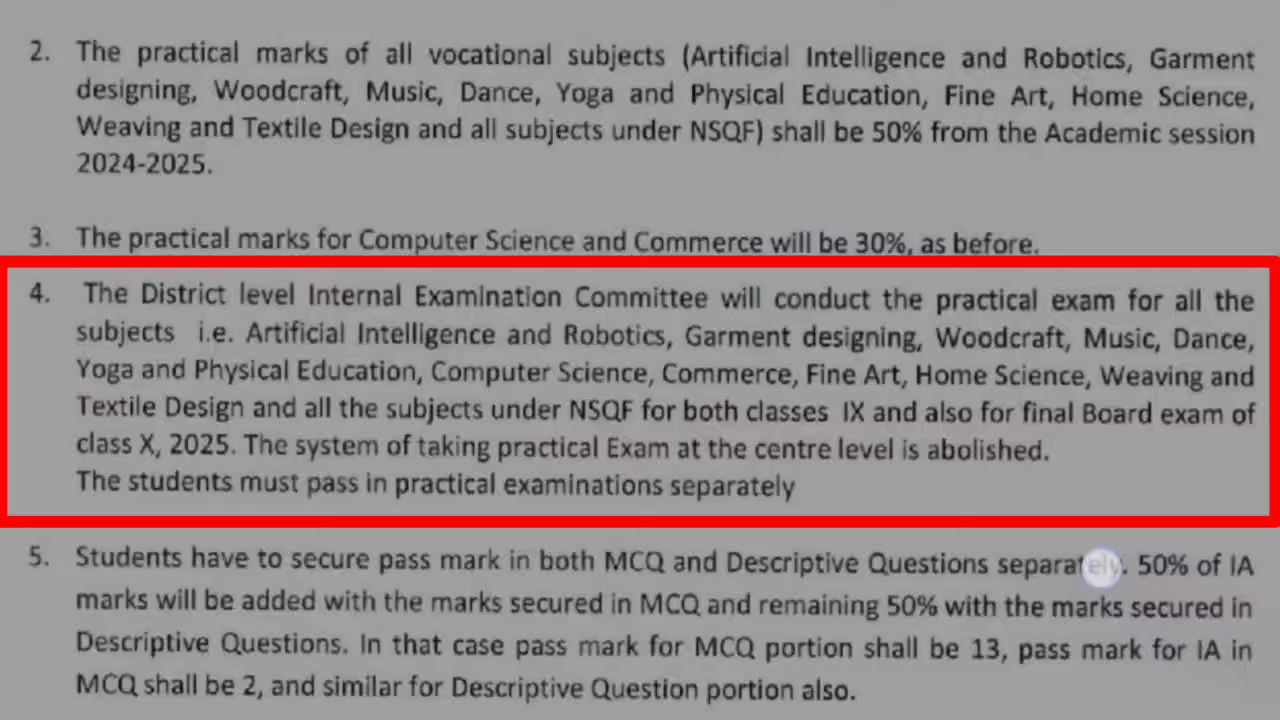 2. The practical marks of all vocational subjects (Artificial Intelligence and Robotics, Garment
designing, Woodcraft, Music, Dance, Yoga and Physical Education, Fine Art, Home Science,
Weaving and Textile Design and all subjects under NSQF) shall be 50% from the Academic session
2024-2025.
3. The practical marks for Computer Science and Commerce will be 30%, as before.
4. The District level Internal Examination Committee will conduct the practical exam for all the
subjects i.e. Artificial Intelligence and Robotics, Garment designing, Woodcraft, Music, Dance,
Yoga and Physical Education, Computer Science, Commerce, Fine Art, Home Science, Weaving and
Textile Design and all the subjects under NSQF for both classes IX and also for final Board exam of
class X, 2025. The system of taking practical Exam at the centre level is abolished.
The students must pass in practical examinations separately
5. Students have to secure pass mark in both MCQ and Descriptive Questions separately. 50% of IA
marks will be added with the marks secured in MCQ and remaining 50% with the marks secured in
Descriptive Questions. In that case pass mark for MCQ portion shall be 13, pass mark for IA in
MCQ shall be 2, and similar for Descriptive Question portion also.